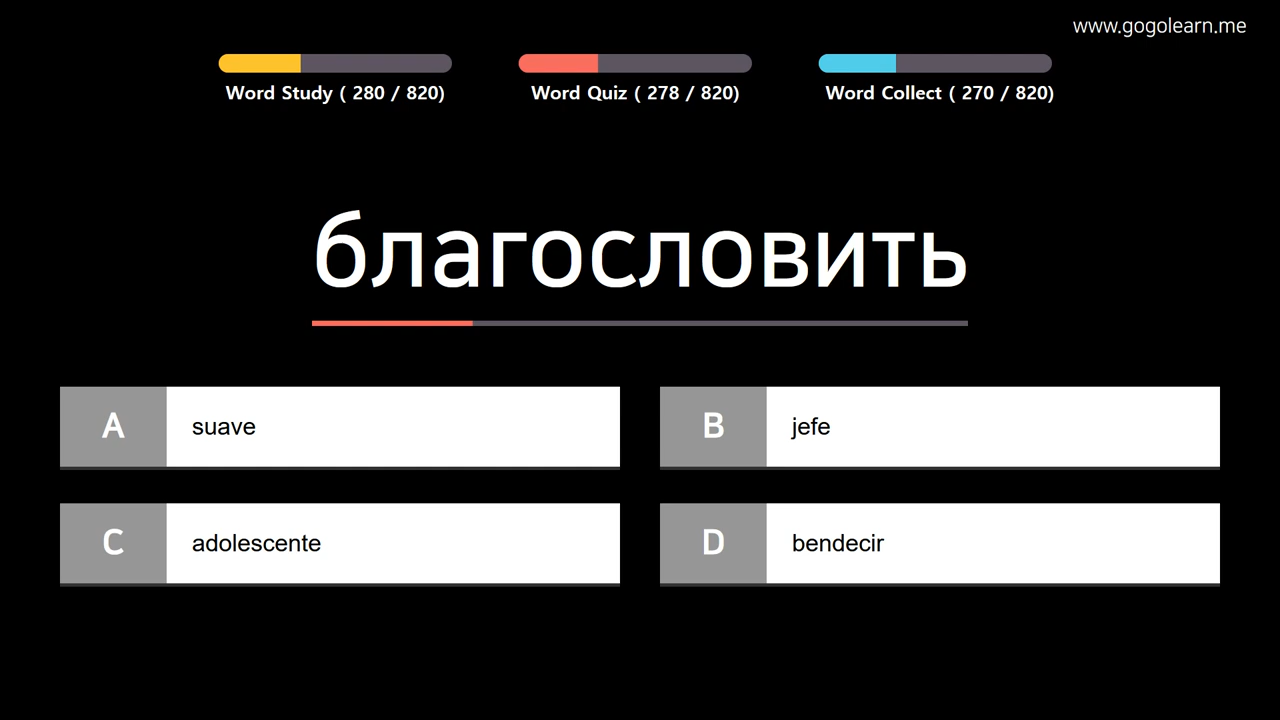 www.gogolearn.me
Word Study ( 280 / 820)
Word Quiz ( 278 / 820)
Word Collect ( 270 / 820)
благословить
A suave
B jefe
C adolescente
D bendecir